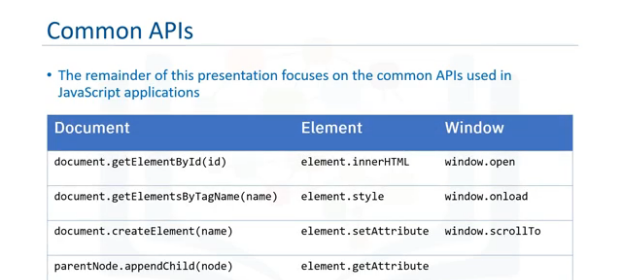 Common APIs
• The remainder of this presentation focuses on the common APIs used in
JavaScript applications
Document Element Window
document.getElementById(id) element.innerHTML window.open
document.getElementsByTagName(name) element.style window.onload
document.createElement(name) element.setAttribute window.scrollTo
parentNode.appendChild(node) element.getAttribute